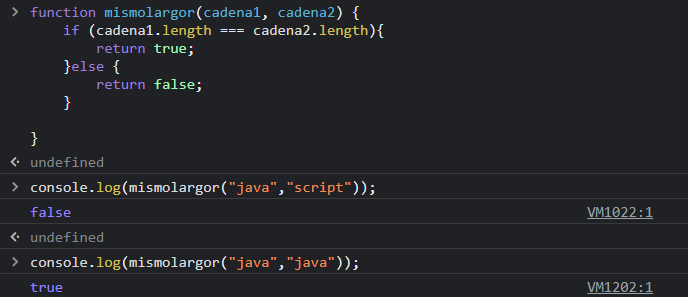 function mismolargor(cadena1, cadena2) {
    if (cadena1.length === cadena2.length){
        return true;
    }else {
        return false;
    }

}
undefined
console.log(mismolargor("java","script"));
false VM1022:1
undefined
console.log(mismolargor("java","java"));
true VM1202:1